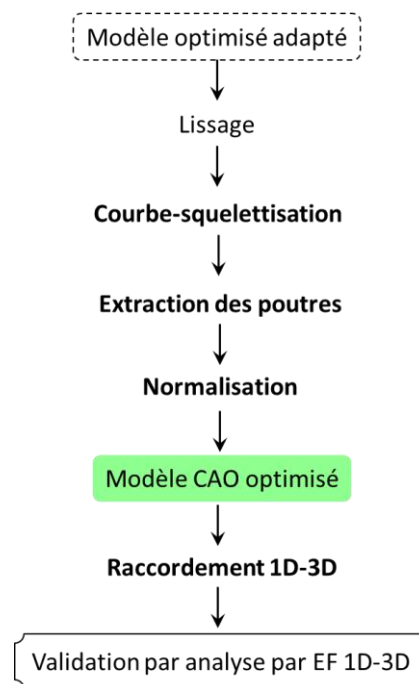 Modèle optimisé adapté
Lissage
Courbe-squelettisation
Extraction des poutres
Normalisation
Modèle CAO optimisé
Raccordement 1D-3D
Validation par analyse par EF 1D-3D